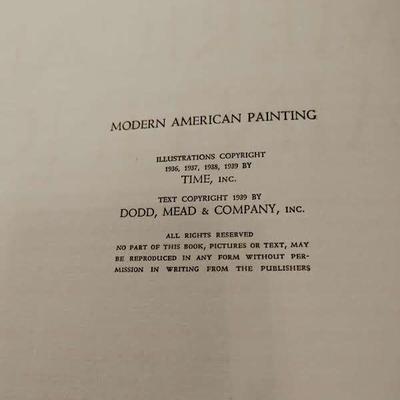 MODERN AMERICAN PAINTING
ILLUSTRATIONS COPYRIGHT
1936, 1937, 1938, 1939 BY
TIME, INC.
TEXT COPYRIGHT 1939 BY
DODD, MEAD & COMPANY, INC.
ALL RIGHTS RESERVED
NO PART OF THIS BOOK, PICTURES OR TEXT, MAY
BE REPRODUCED IN ANY FORM WITHOUT PER-
MISSION IN WRITING FROM THE PUBLISHERS